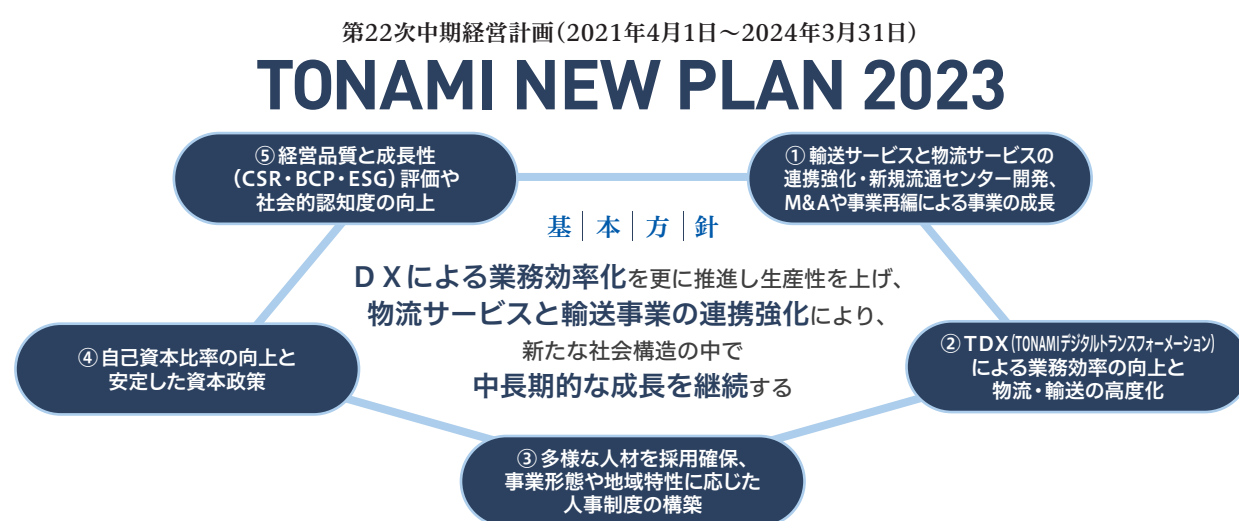 第22次中期経営計画(2021年4月1日～2024年3月31日)
TONAMI NEW PLAN 2023
⑤経営品質と成長性
(CSR・BCP・ESG)評価や
社会的認知度の向上
①輸送サービスと物流サービスの
連携強化・新規流通センター開発、
M&Aや事業再編による事業の成長
基本方針
DXによる業務効率化を更に推進し生産性を上げ、
物流サービスと輸送事業の連携強化により、
新たな社会構造の中で
中長期的な成長を継続する
④自己資本比率の向上と
安定した資本政策
②TDX(TONAMIデジタルトランスフォーメーション)
による業務効率の向上と
物流・輸送の高度化
③多様な人材を採用確保、
事業形態や地域特性に応じた
人事制度の構築